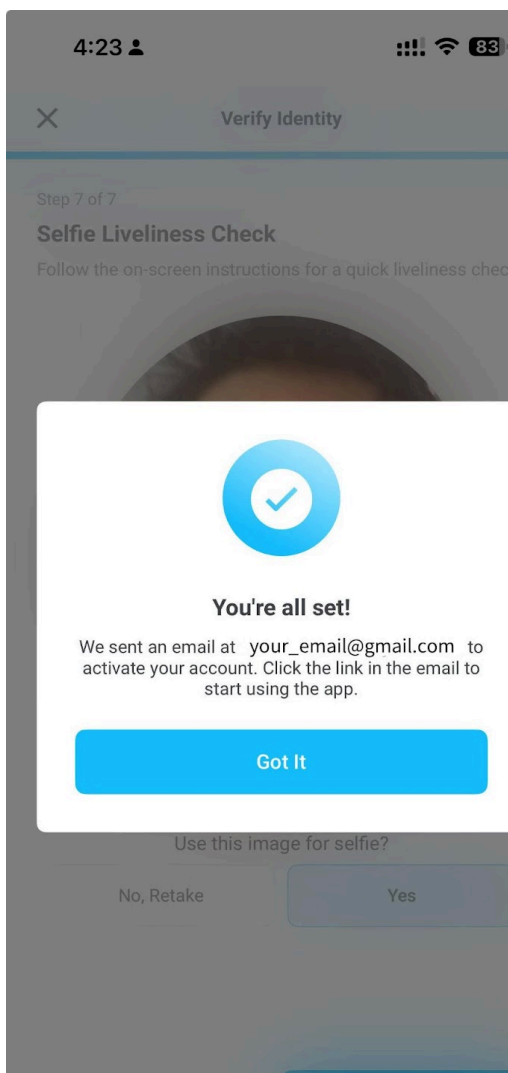 4:23
83
Verify Identity
Step 7 of 7
Selfie Liveliness Check
Follow the on-screen instructions for a quick liveliness
You're all set!
We sent an email at your_email@gmail.com to
activate your account. Click the link in the email to
start using the app.
Got It
Use this image for selfie?
No, Retake
Yes